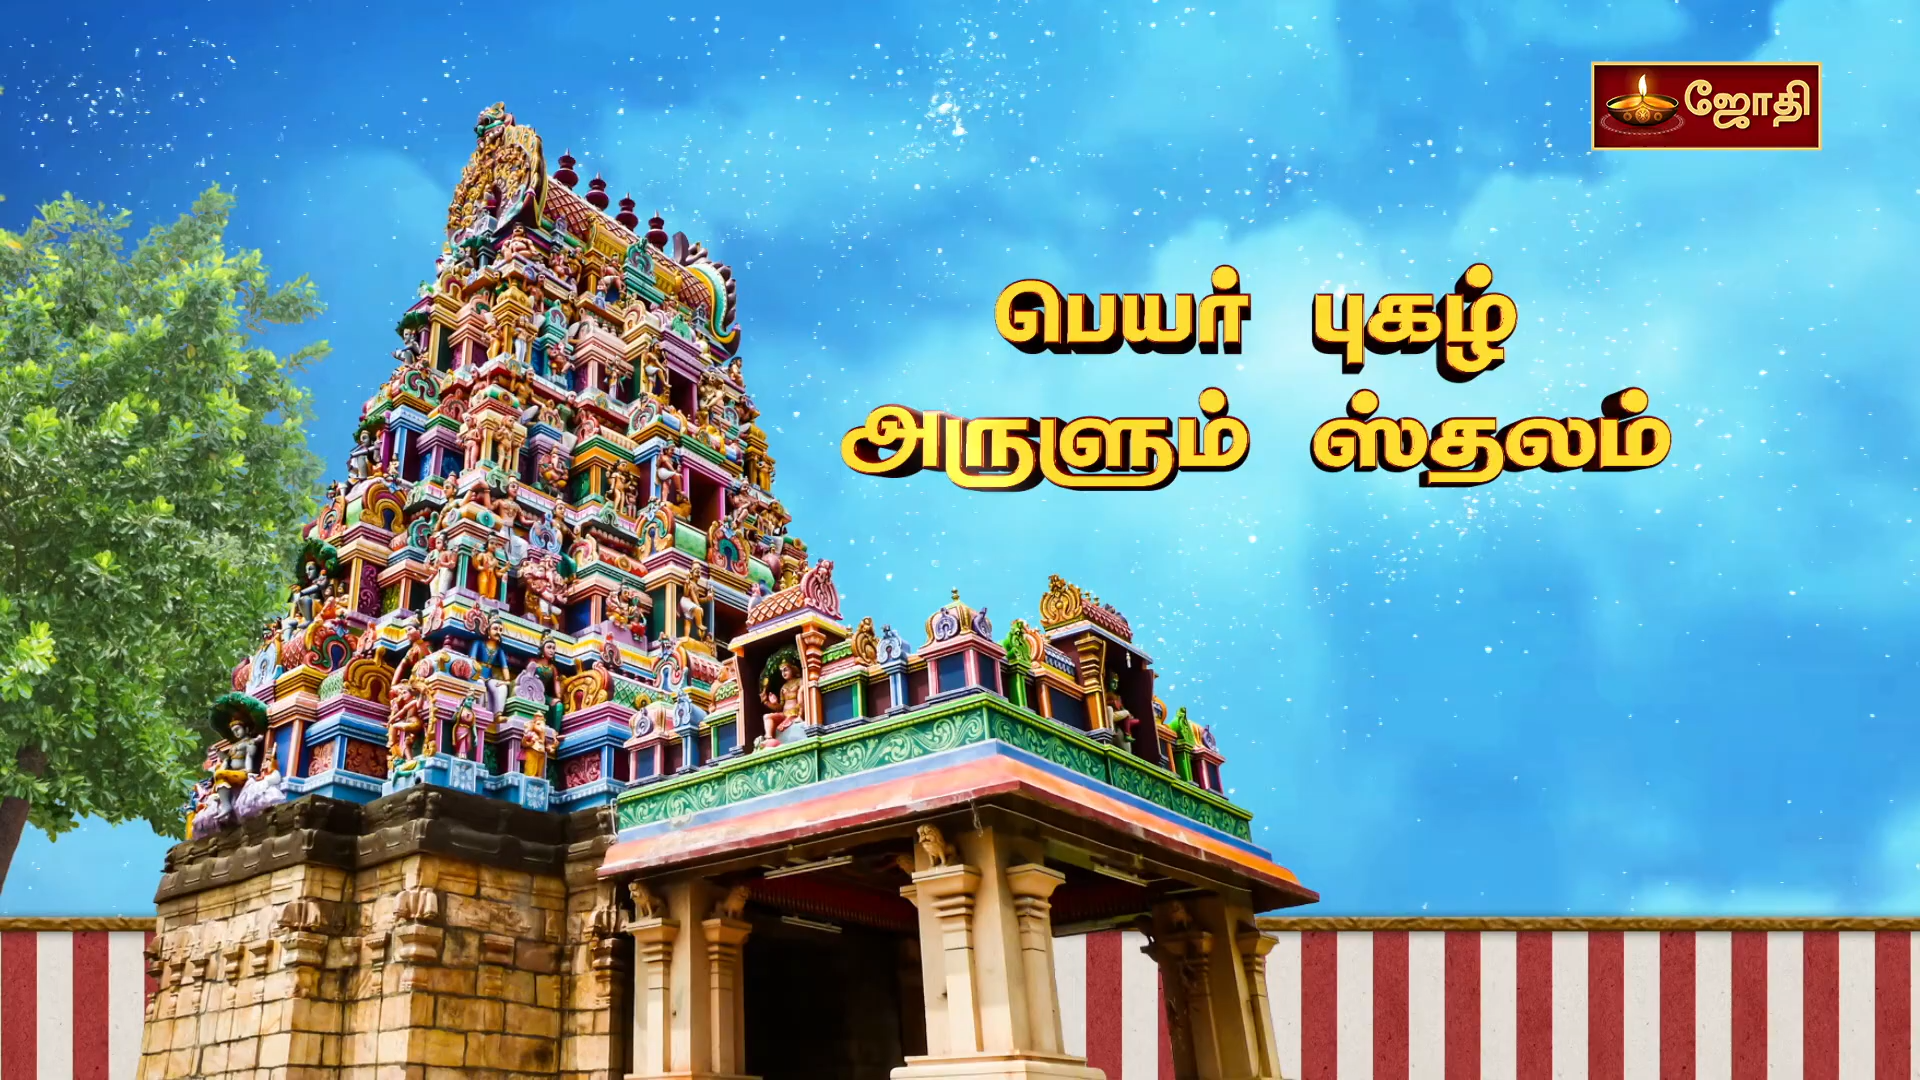 ஜோதி
பெயர் புகழ்
அருளும் ஸ்தலம்